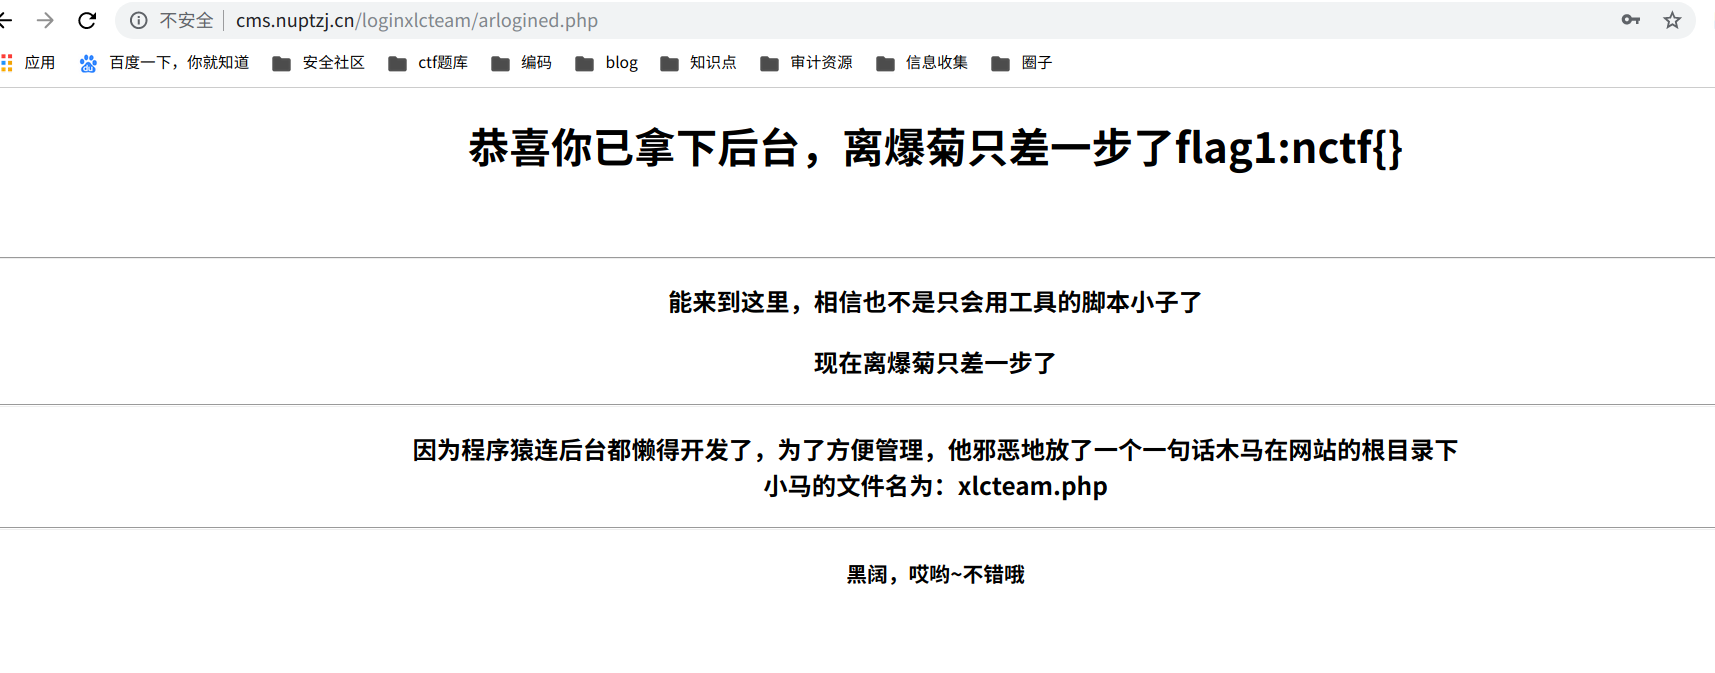 不安全 cms.nuptzj.cn/loginxlcteam/arlogined.php
应用 百度一下，你就知道 安全社区 ctf题库 编码 blog 知识点 审计资源 信息收集 圈子
恭喜你已拿下后台，离爆菊只差一步了flag1:nctf{}
能来到这里，相信也不是只会用工具的脚本小子了
现在离爆菊只差一步了
因为程序猿连后台都懒得开发了，为了方便管理，他邪恶地放了一个一句话木马在网站的根目录下
小马的文件名为：xlcteam.php
黑阔，哎哟~不错哦